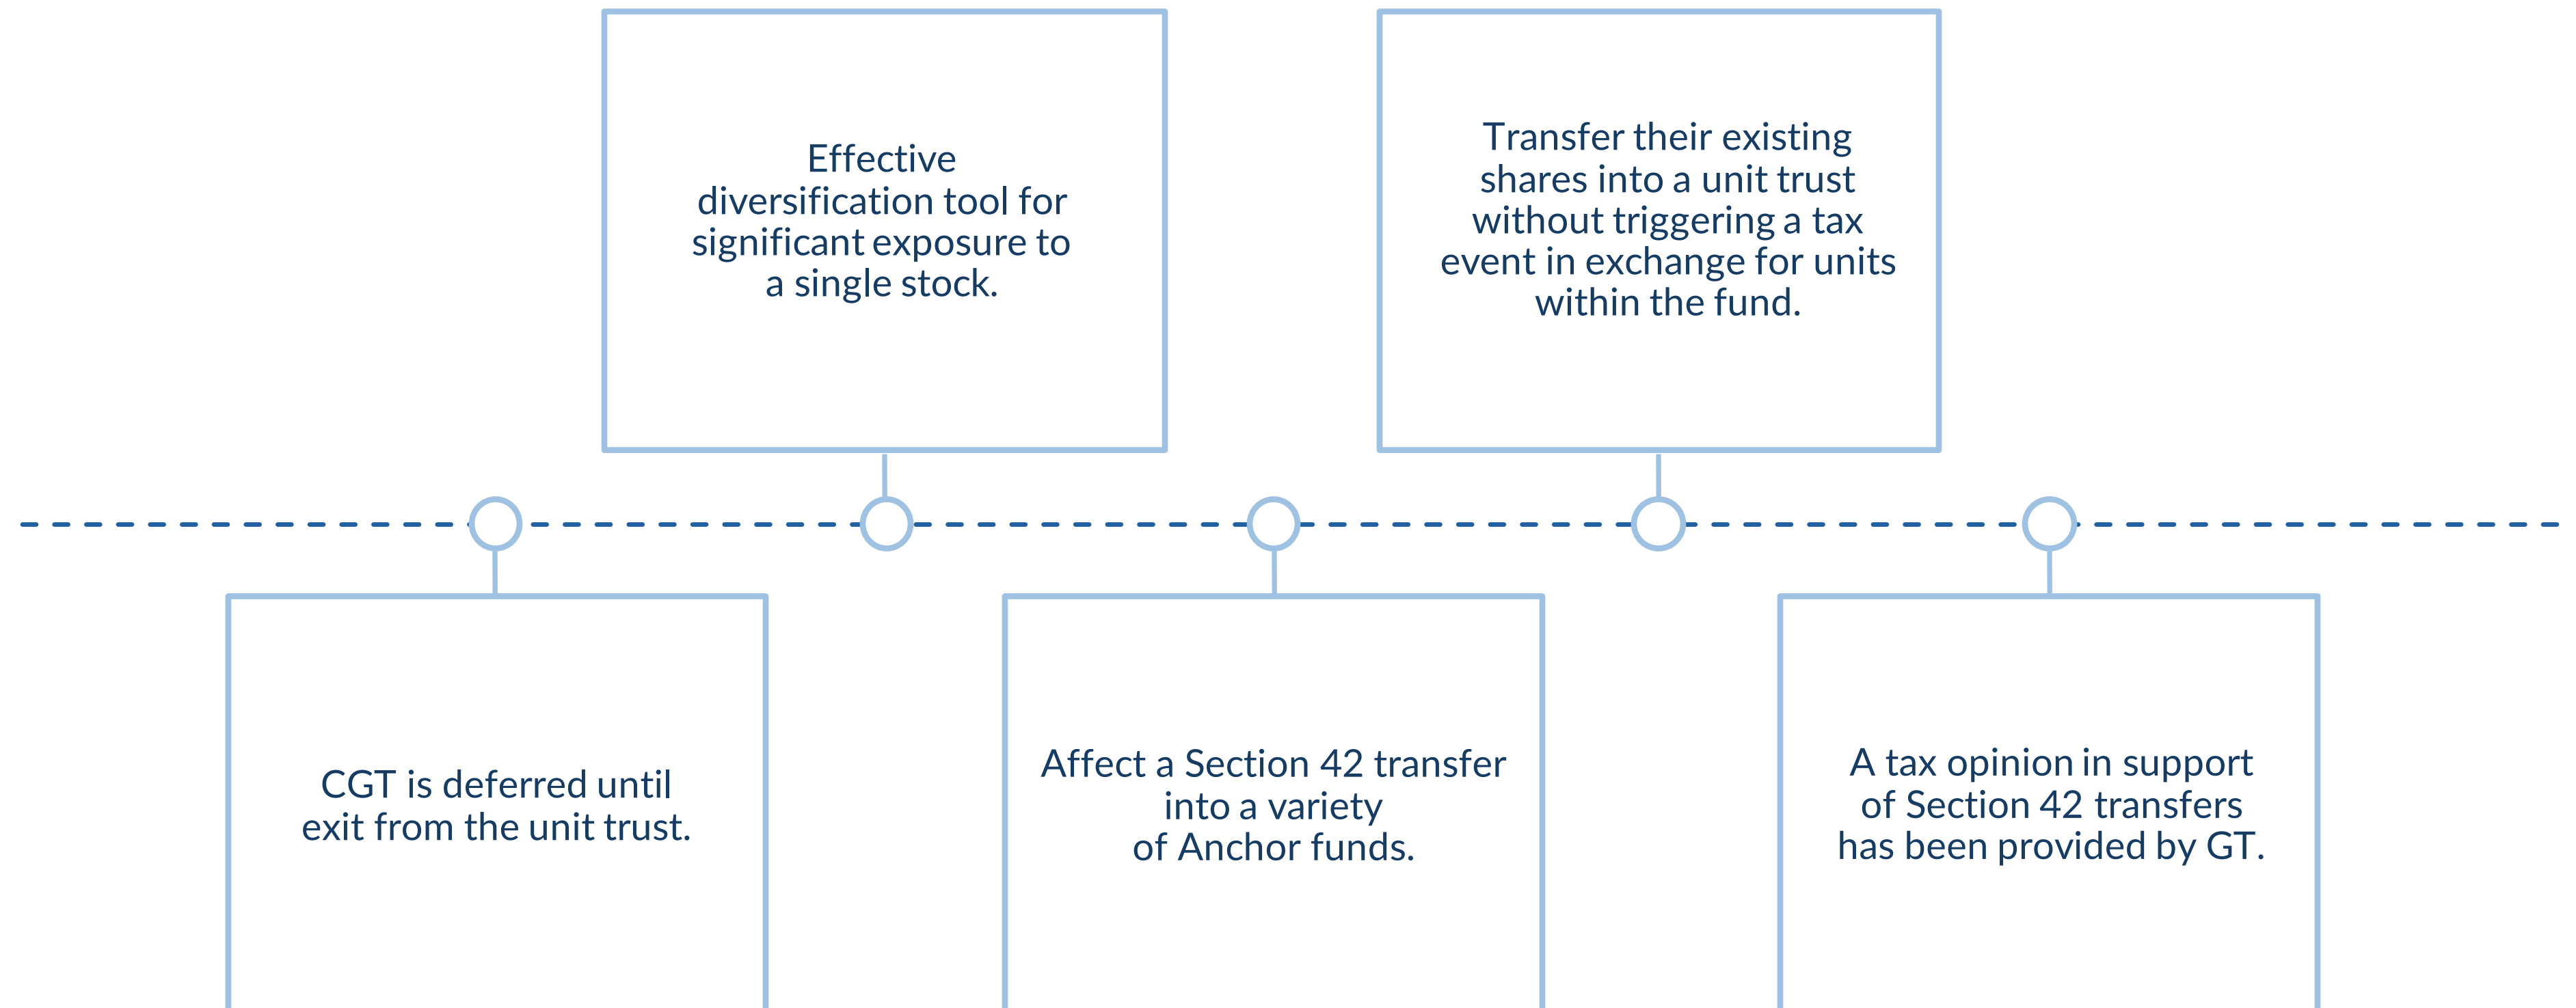 Effective
diversification tool for
significant exposure to
a single stock.
Transfer their existing
shares into a unit trust
without triggering a tax
event in exchange for units
within the fund.
CGT is deferred until
exit from the unit trust.
Affect a Section 42 transfer
into a variety
of Anchor funds.
A tax opinion in support
of Section 42 transfers
has been provided by GT.